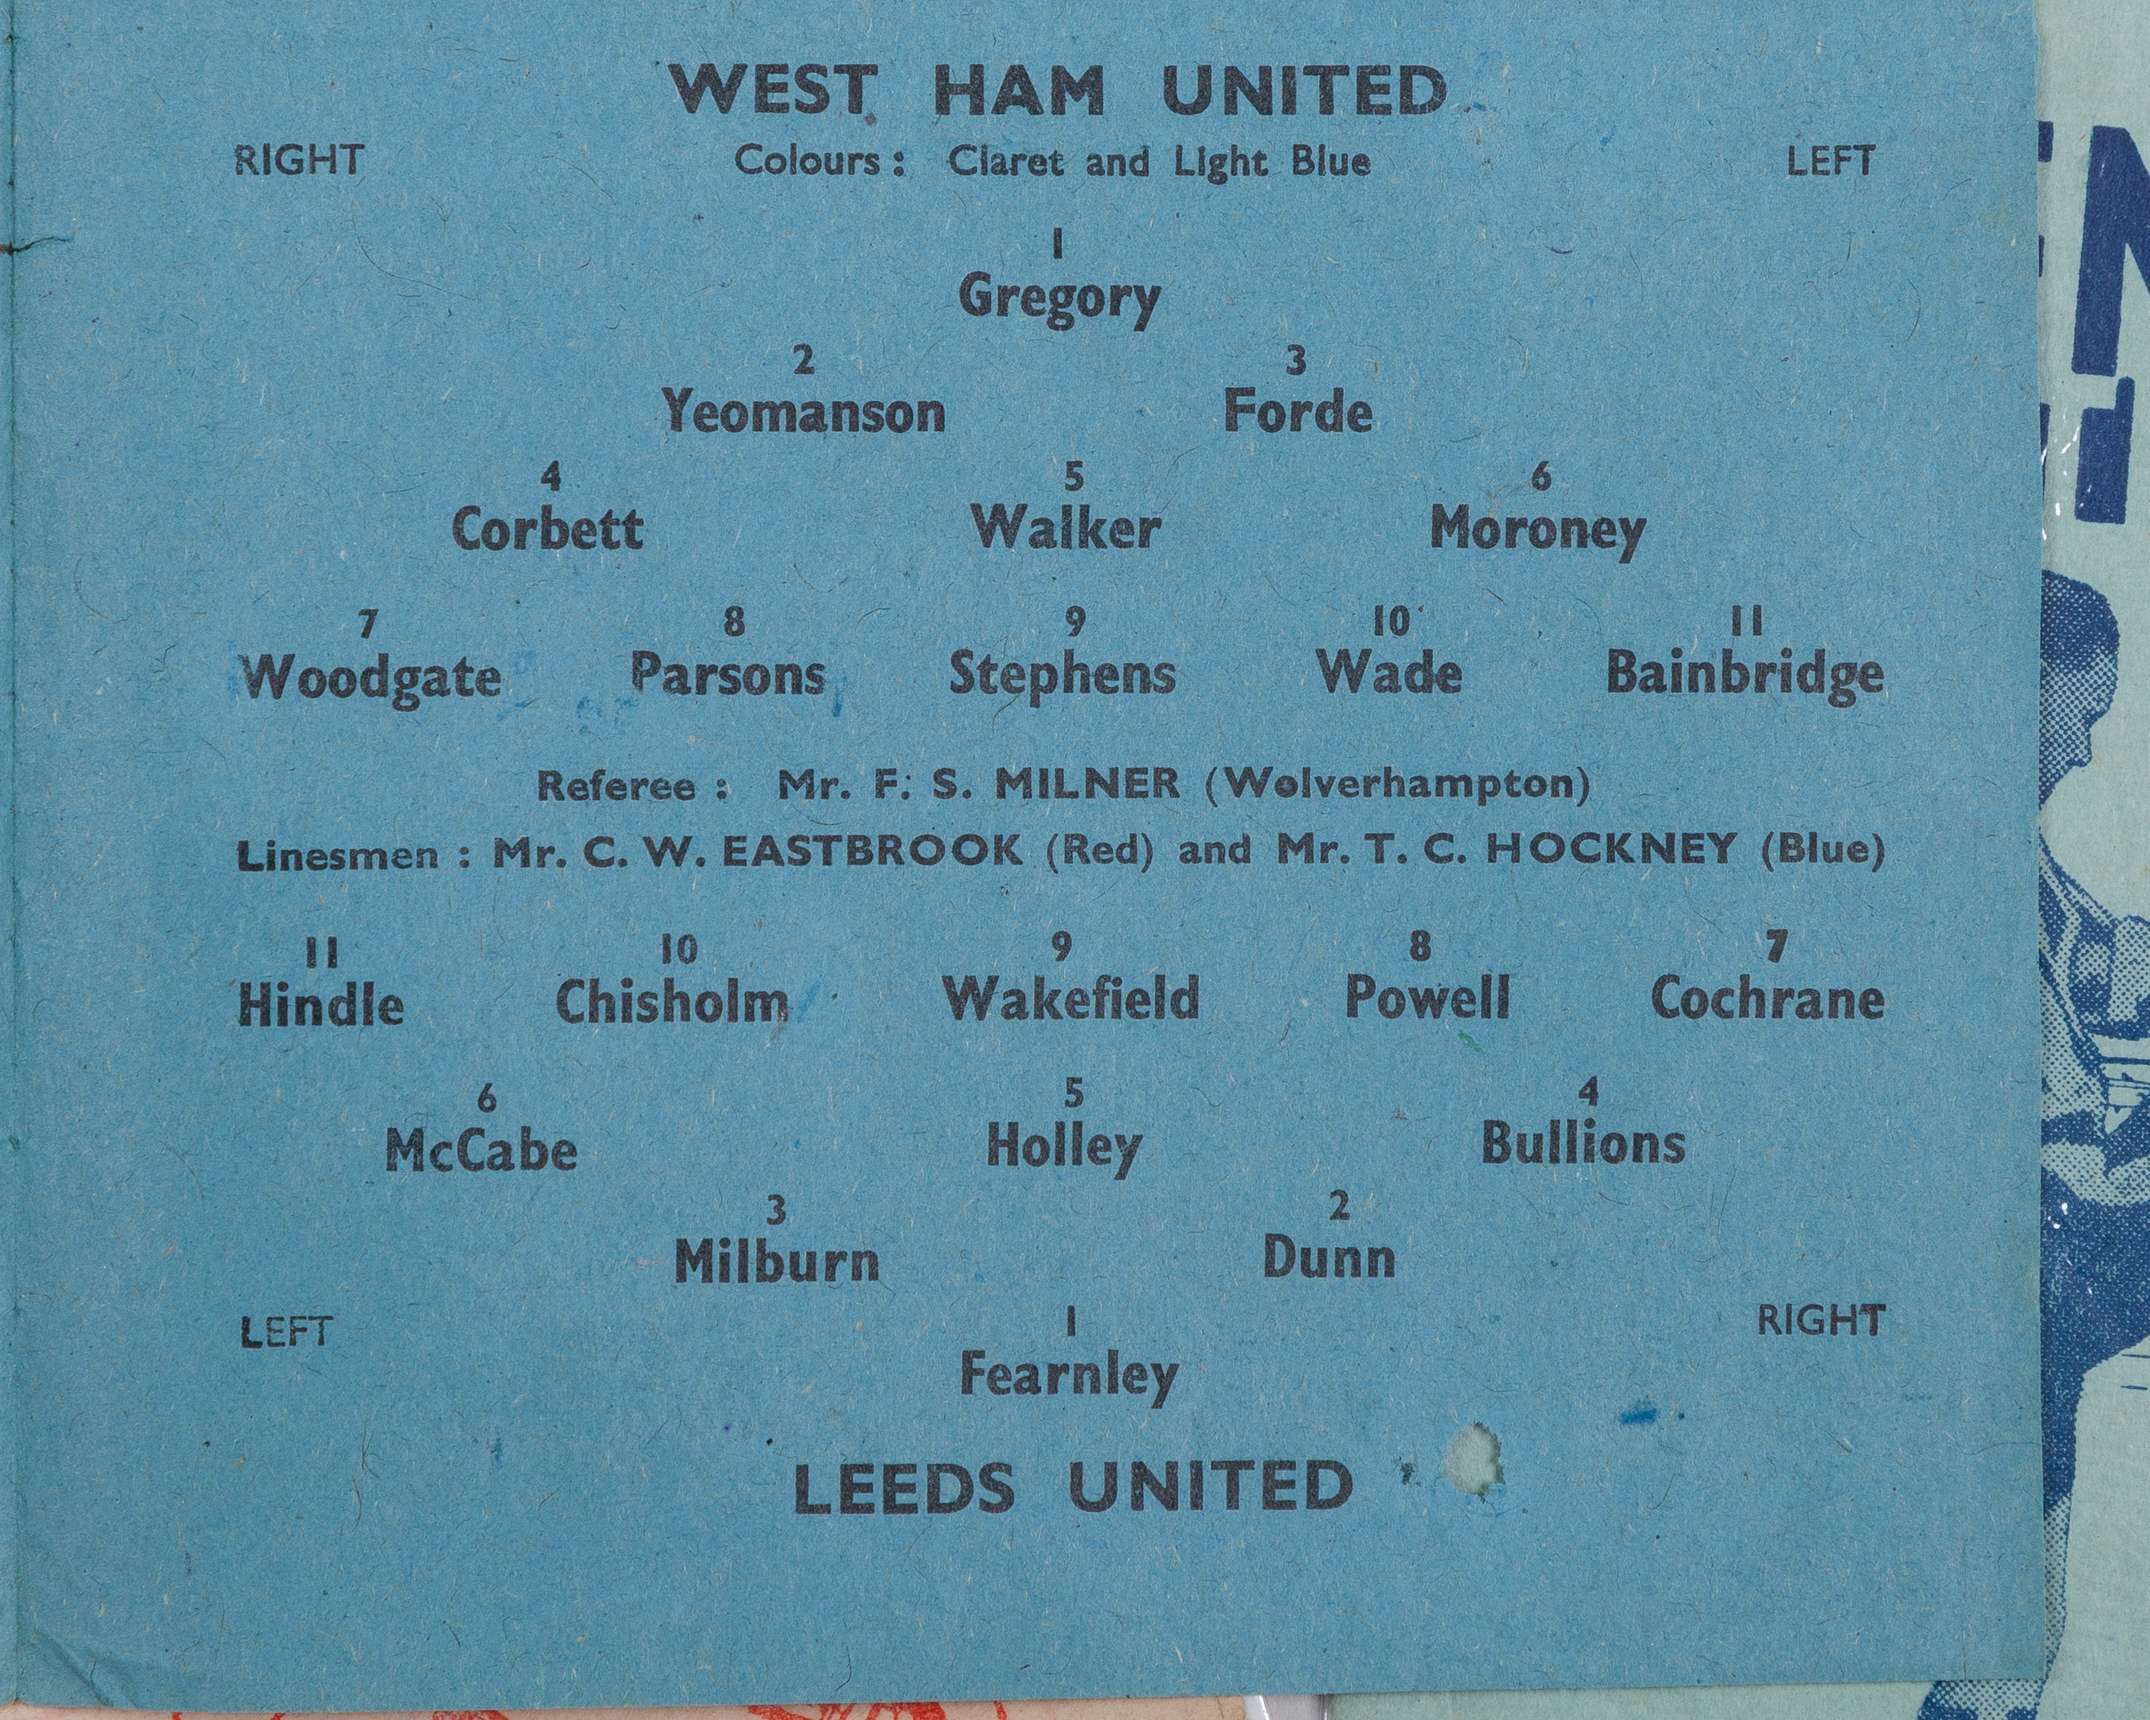 WEST HAM UNITED
RIGHT Colours : Claret and Light Blue LEFT
1
Gregory
2 3
Yeomanson Forde
4 5 6
Corbett Walker Moroney
7 8 9 10 11
Woodgate Parsons Stephens Wade Bainbridge
Referee : Mr. F. S. MILNER (Wolverhampton)
Linesmen : Mr. C. W. EASTBROOK (Red) and Mr. T. C. HOCKNEY (Blue)
11 10 9 8 7
Hindle Chisholm Wakefield Powell Cochrane
6 5 4
McCabe Holley Bullions
3 2
Milburn Dunn
LEFT 1 RIGHT
Fearnley
LEEDS UNITED